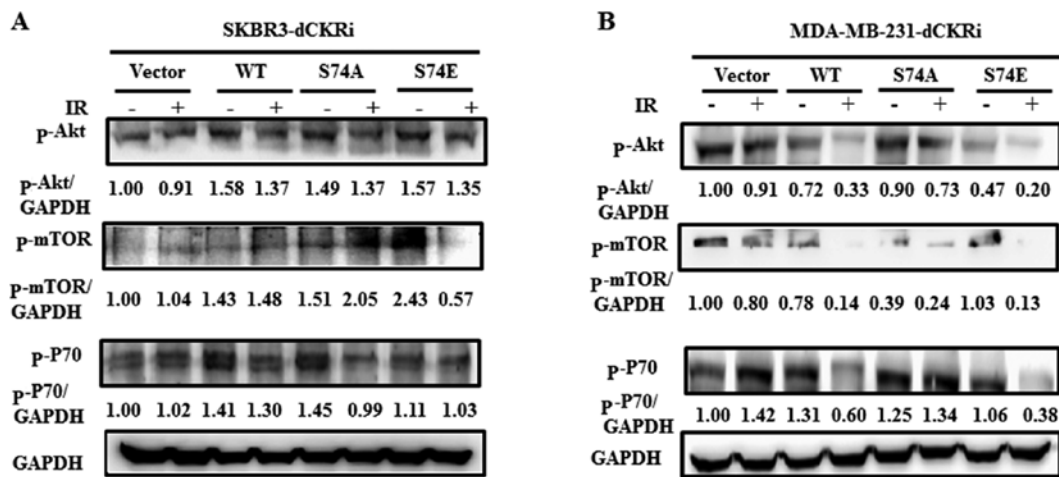 A
SKBR3-dCKRi
Vector WT S74A S74E
IR - + - + - + - +
p-Akt
p-Akt/
GAPDH
1.00 0.91 1.58 1.37 1.49 1.37 1.57 1.35
p-mTOR
p-mTOR/
GAPDH
1.00 1.04 1.43 1.48 1.51 2.05 2.43 0.57
p-P70
p-P70/
GAPDH
1.00 1.02 1.41 1.30 1.45 0.99 1.11 1.03
GAPDH
B
MDA-MB-231-dCKRi
Vector WT S74A S74E
IR - + - + - + - +
p-Akt
p-Akt/
GAPDH
1.00 0.91 0.72 0.33 0.90 0.73 0.47 0.20
p-mTOR
p-mTOR/
GAPDH
1.00 0.80 0.78 0.14 0.39 0.24 1.03 0.13
p-P70
p-P70/
GAPDH
1.00 1.42 1.31 0.60 1.25 1.34 1.06 0.38
GAPDH